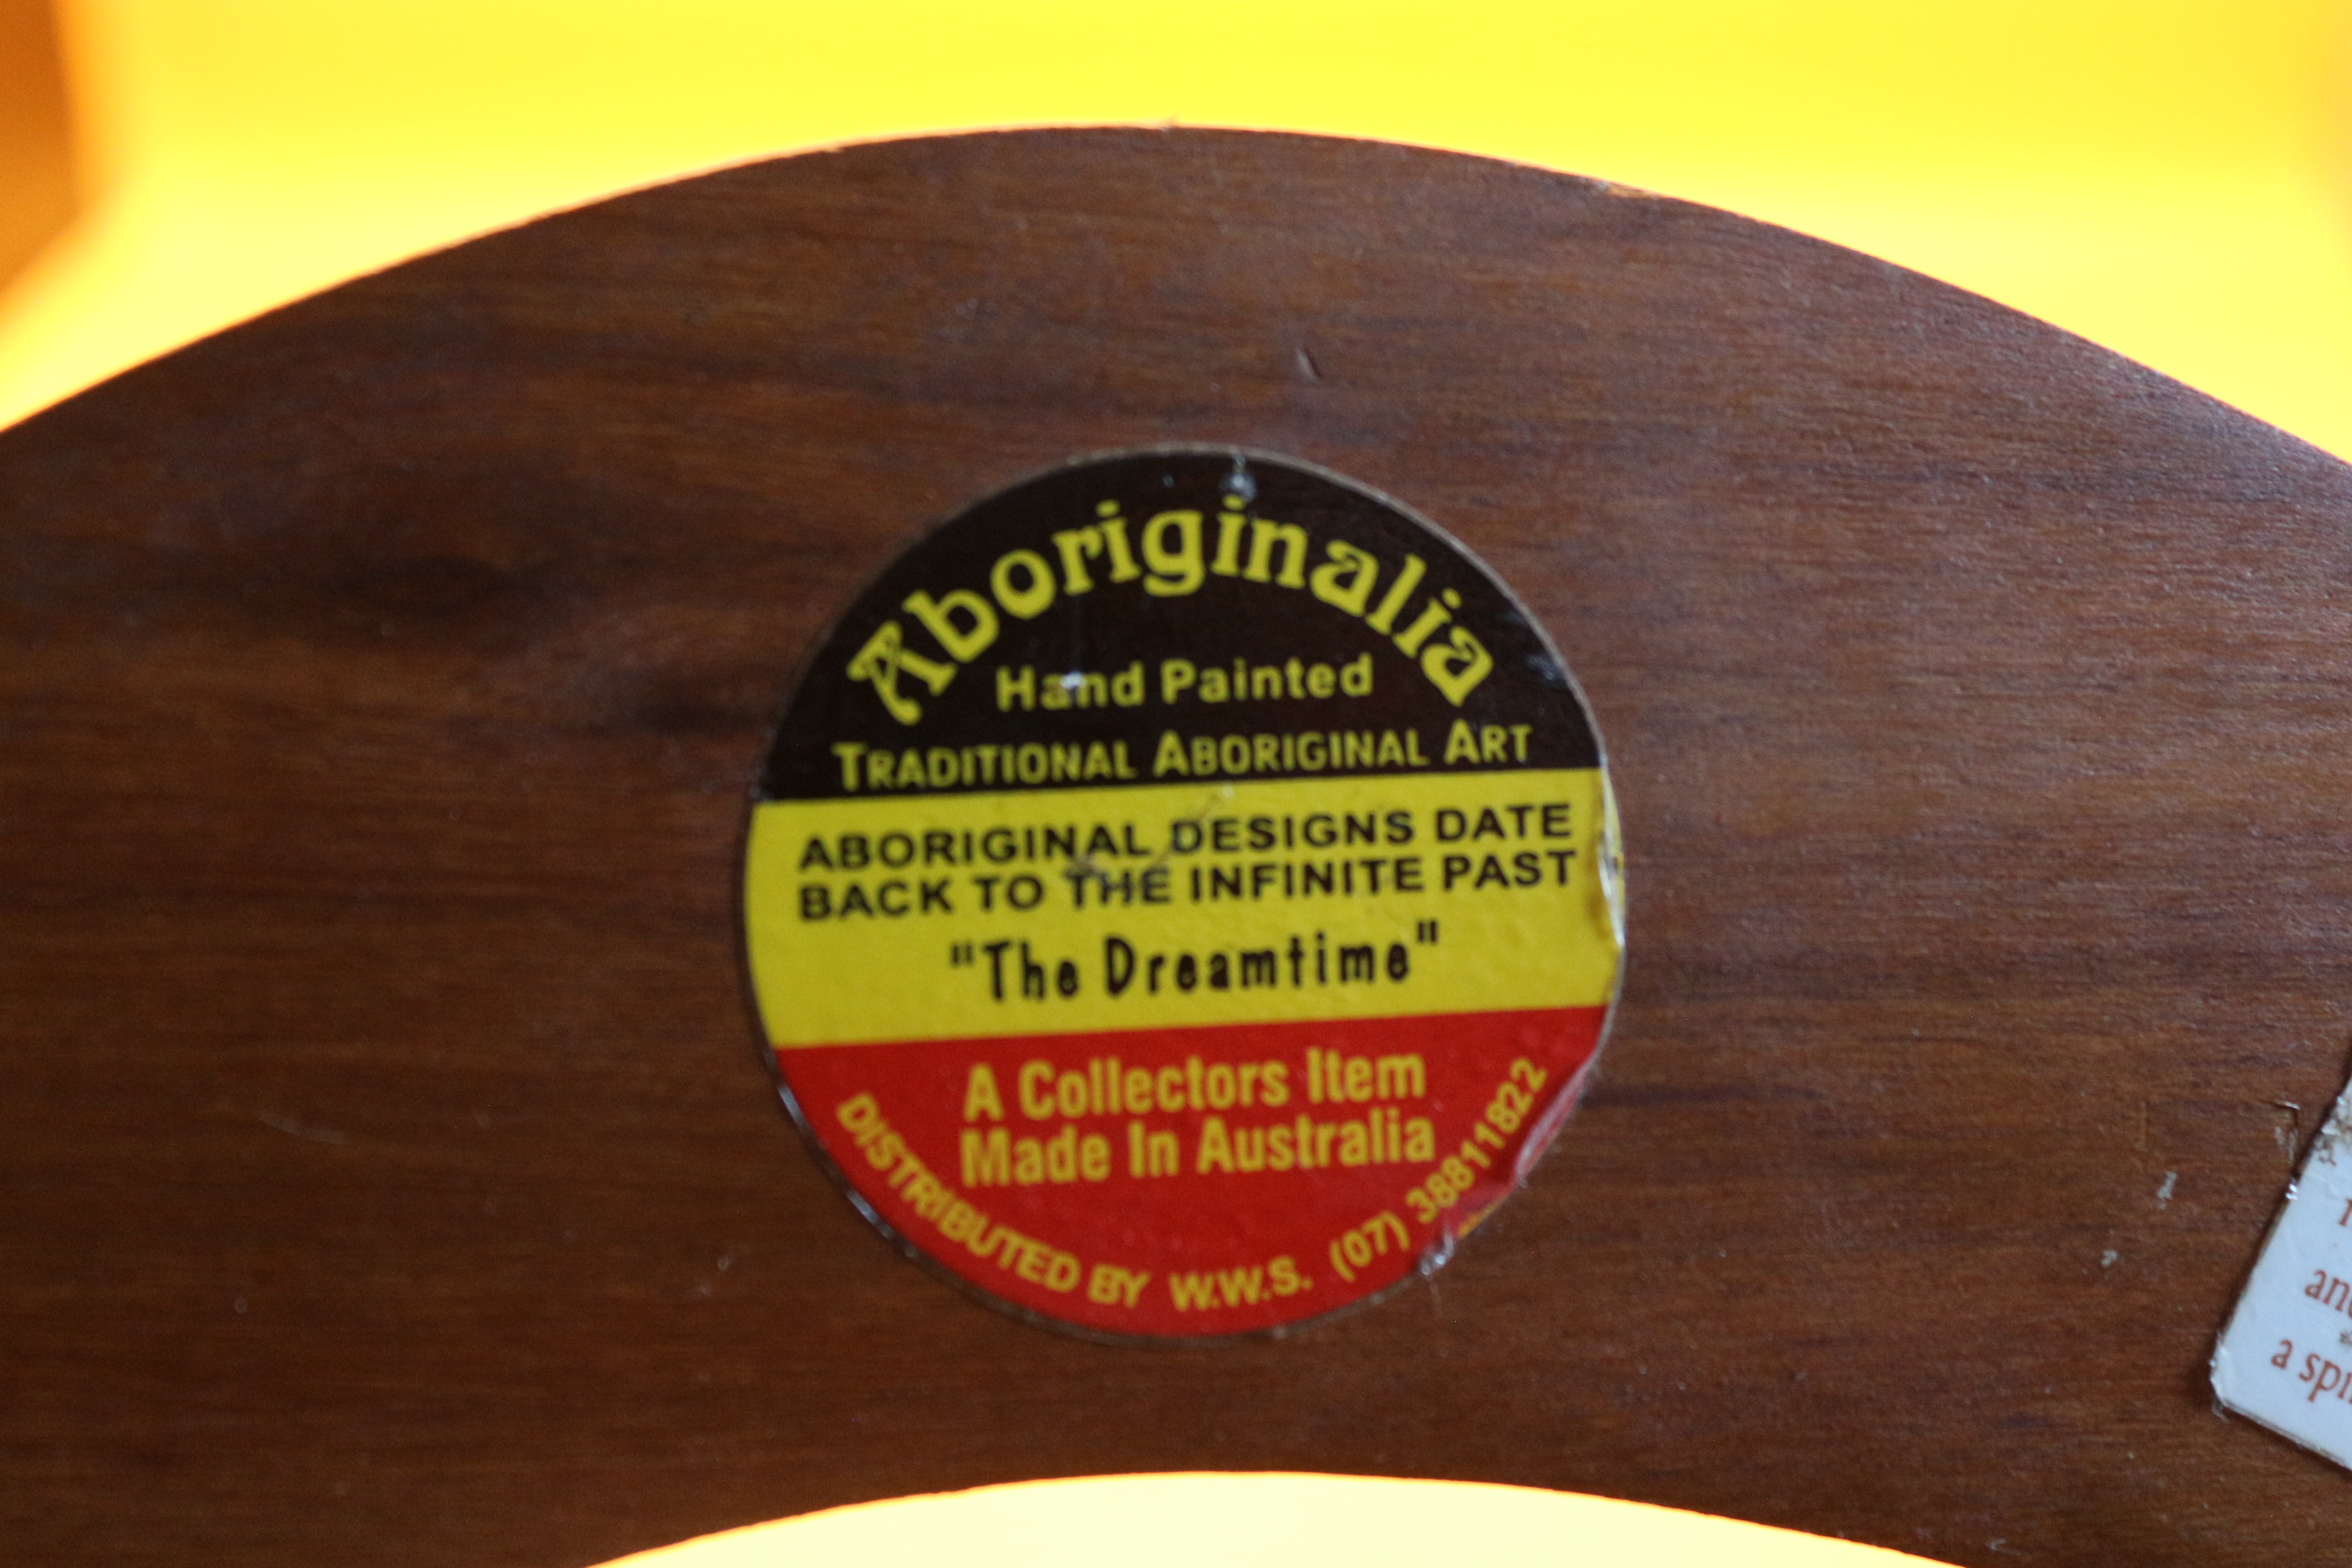 Aboriginalia
Hand Painted
TRADITIONAL ABORIGINAL ART
ABORIGINAL DESIGNS DATE
BACK TO THE INFINITE PAST
"The Dreamtime"
A Collectors Item
Made In Australia
DISTRIBUTED BY W.W.S. (07) 38811822
a